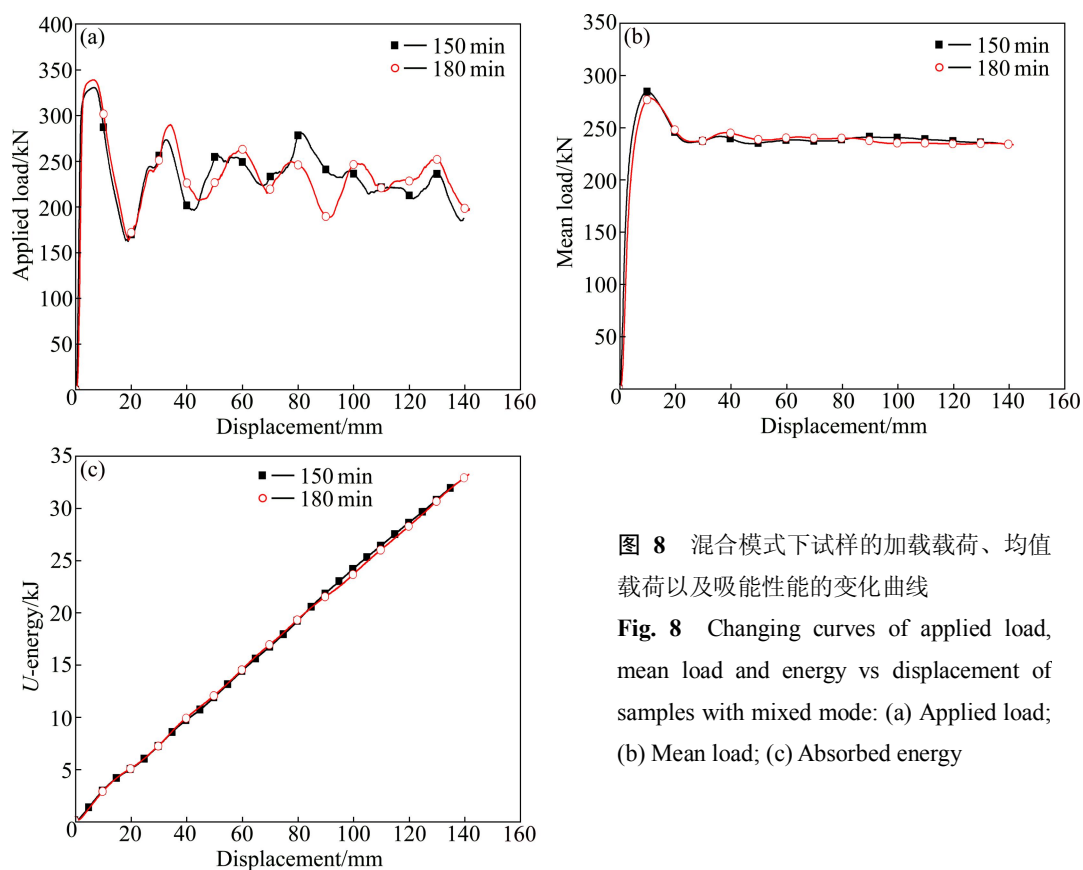 (a)
150 min
180 min
400
350
300
250
200
150
100
50
0
20
40
60
80
100
120
140
160
Applied load/kN
Displacement/mm
(b)
150 min
180 min
350
300
250
200
150
100
50
0
20
40
60
80
100
120
140
160
Mean load/kN
Displacement/mm
(c)
150 min
180 min
35
30
25
20
15
10
5
0
20
40
60
80
100
120
140
160
U-energy/kJ
Displacement/mm
图 8 混合模式下试样的加载载荷、均值
载荷以及吸能性能的变化曲线
Fig. 8 Changing curves of applied load,
mean load and energy vs displacement of
samples with mixed mode: (a) Applied load;
(b) Mean load; (c) Absorbed energy